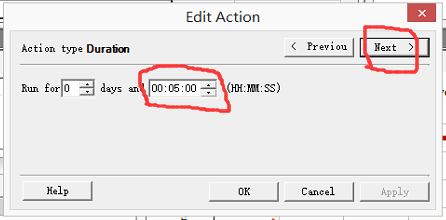 Edit Action
Action type Duration
< Previou
Next >
Run for 0 days and 00:05:00 (HH:MM:SS)
Help
OK
Cancel
Apply